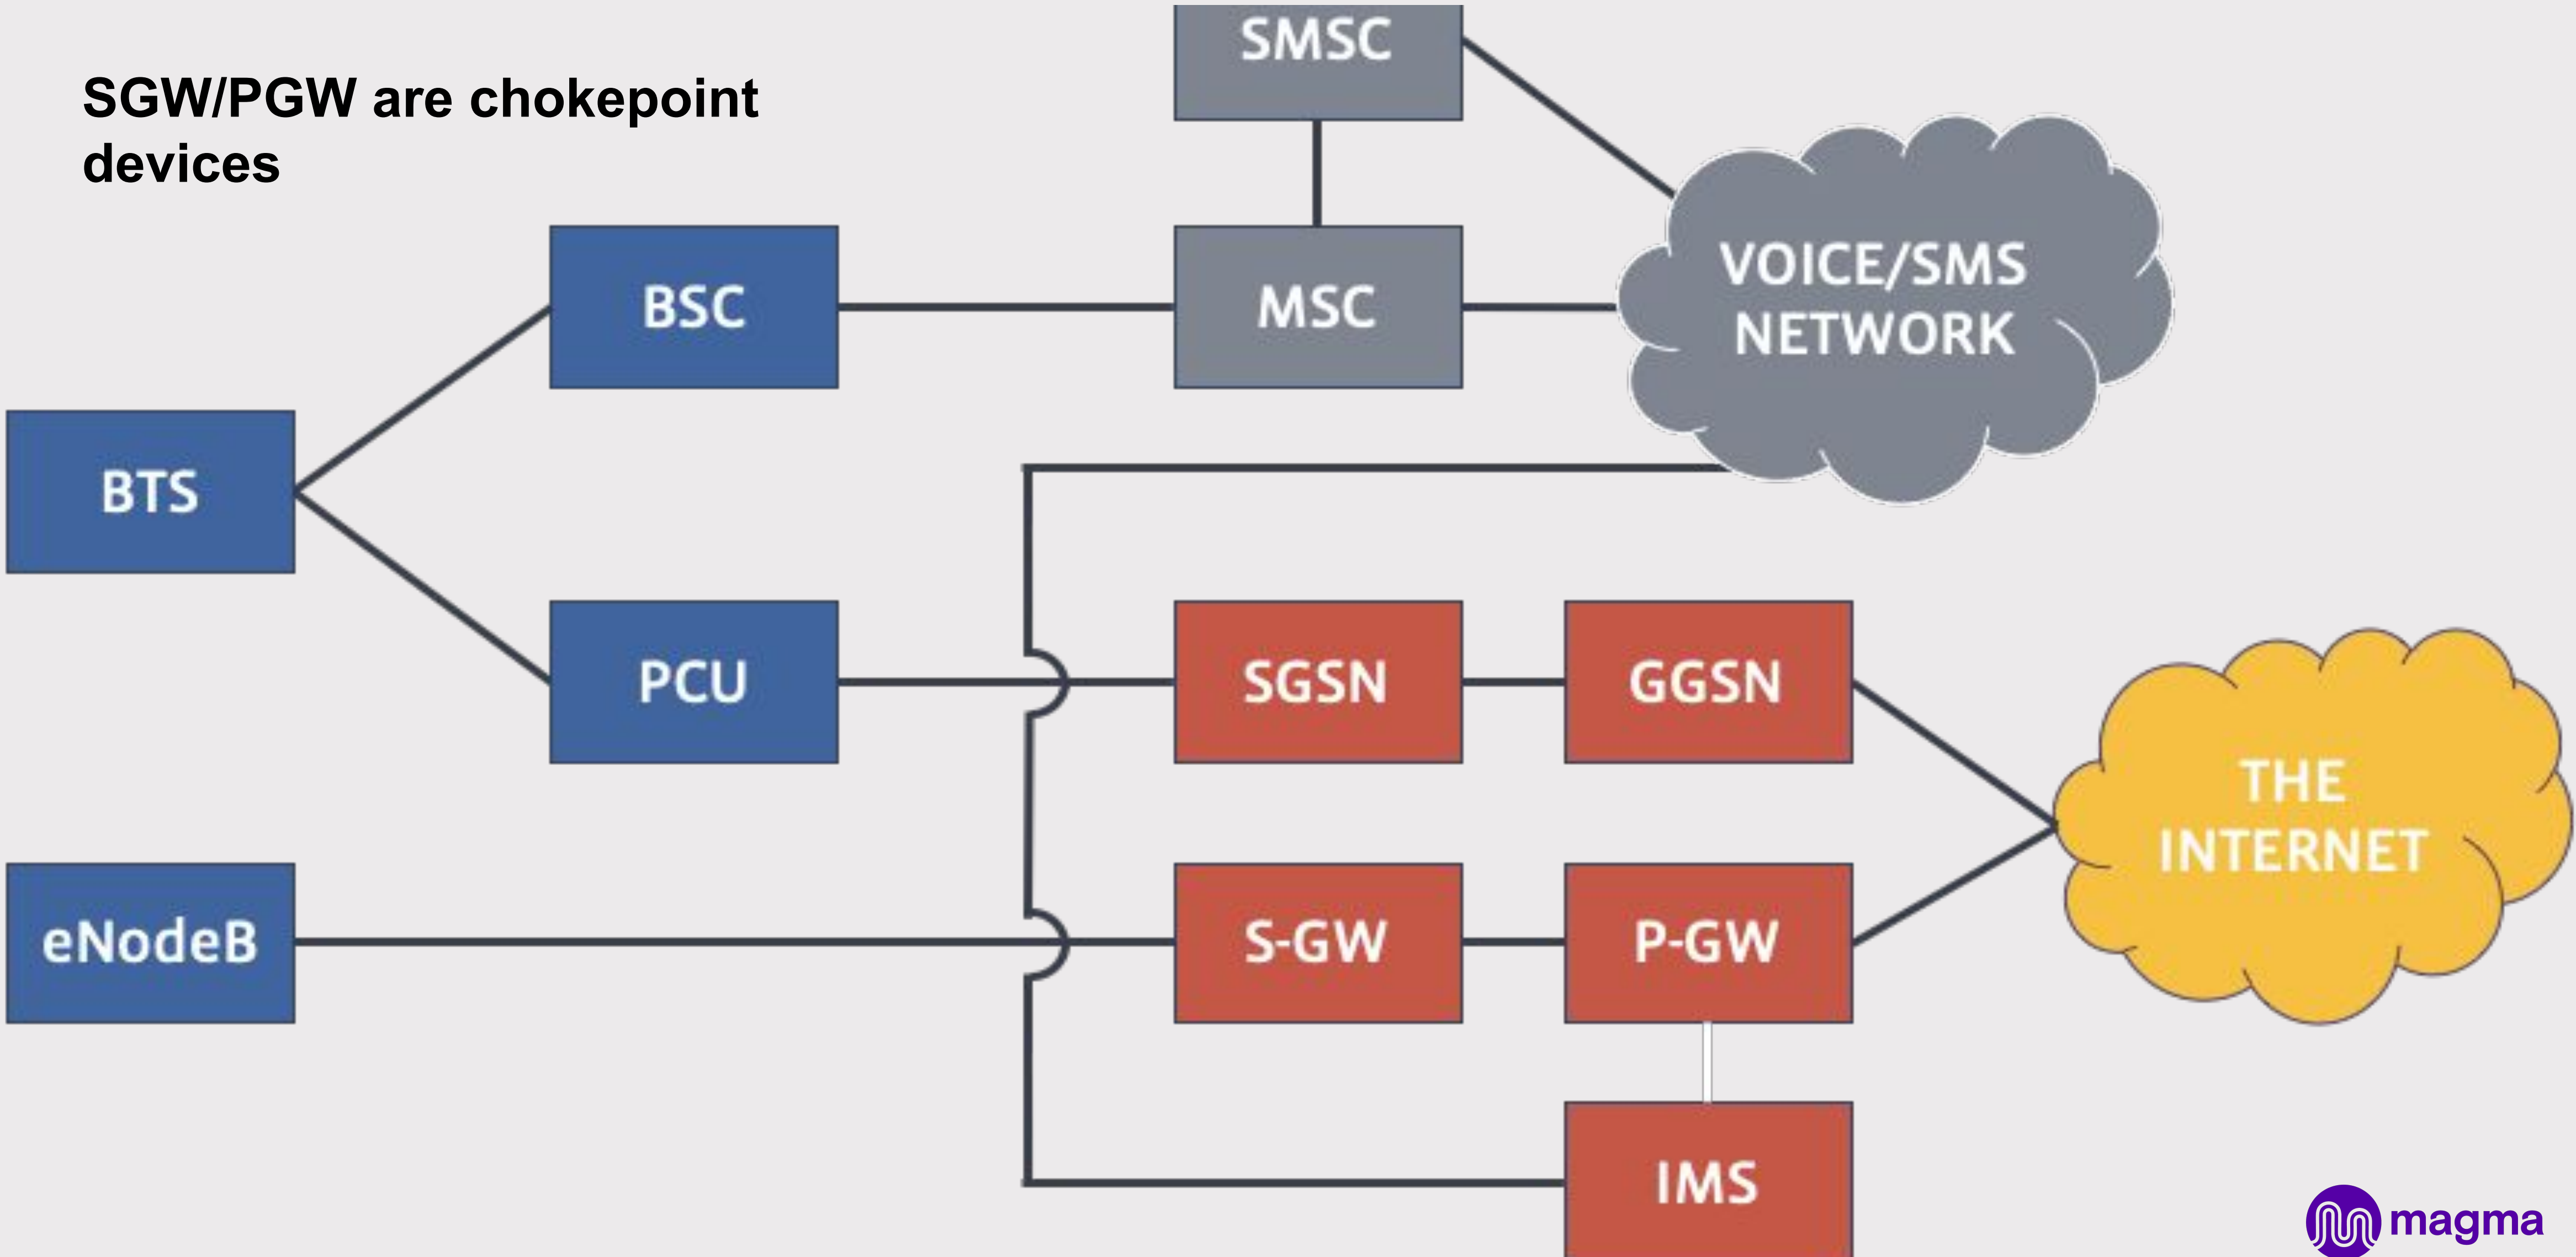 SGW/PGW are chokepoint
devices
SMSC
BSC
MSC
VOICE/SMS
NETWORK
BTS
PCU
SGSN
GGSN
THE
INTERNET
eNodeB
S-GW
P-GW
IMS
magma